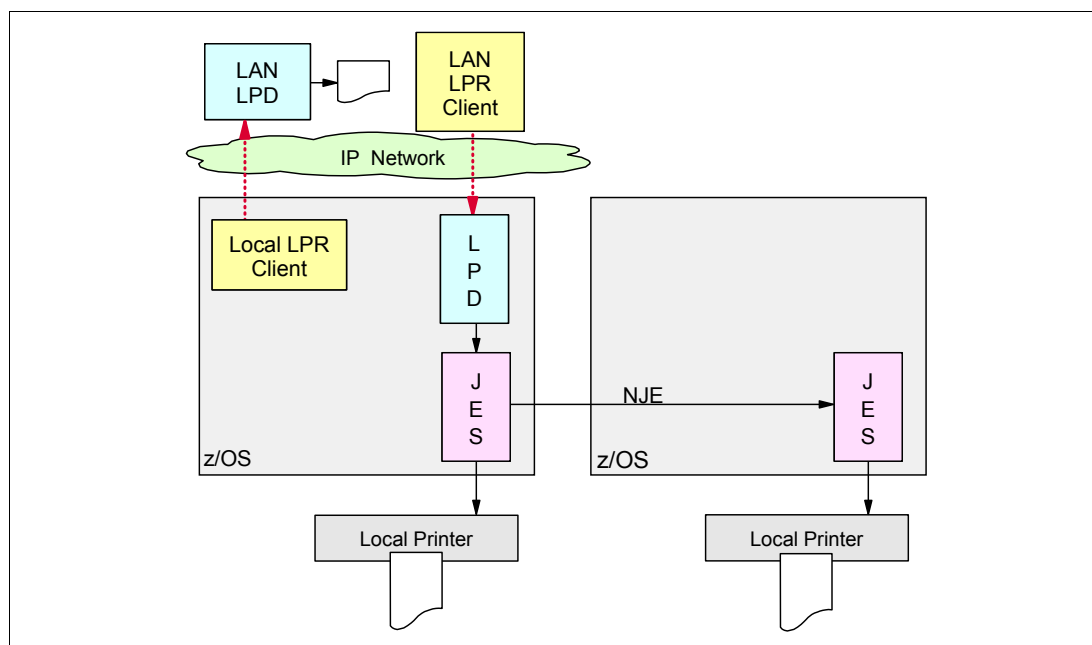 LAN
LPD
LAN
LPR
Client
IP Network
Local LPR
Client
L
P
D
J
E
S
NJE
J
E
S
z/OS
z/OS
Local Printer
Local Printer